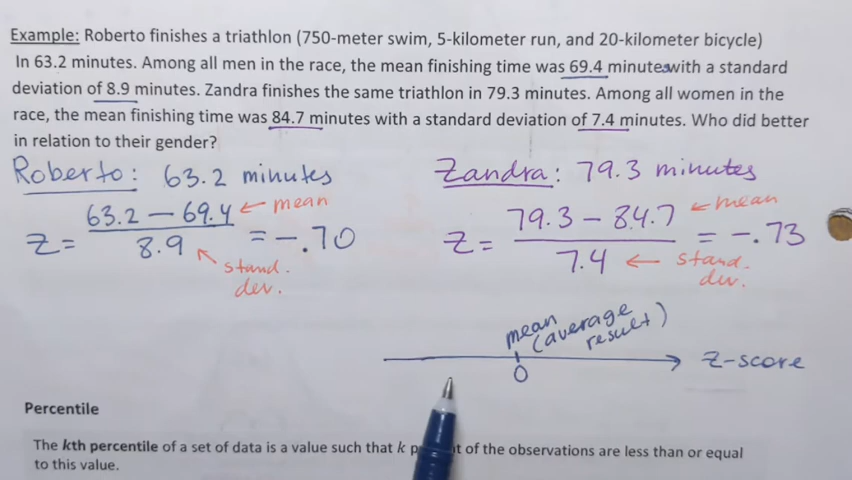 Example: Roberto finishes a triathlon (750-meter swim, 5-kilometer run, and 20-kilometer bicycle)
In 63.2 minutes. Among all men in the race, the mean finishing time was 69.4 minutes with a standard
deviation of 8.9 minutes. Zandra finishes the same triathlon in 79.3 minutes. Among all women in the
race, the mean finishing time was 84.7 minutes with a standard deviation of 7.4 minutes. Who did better
in relation to their gender?
Roberto: 63.2 minutes
63.2 - 69.4 ← mean
Z = = -.70
8.9 ↖ stand.
dev.
Zandra: 79.3 minutes
79.3 - 84.7 ← mean
Z = = -.73
7.4 ← stand.
dev.
mean
(average
result)
0
Z-score
Percentile
The kth percentile of a set of data is a value such that k p t of the observations are less than or equal
to this value.